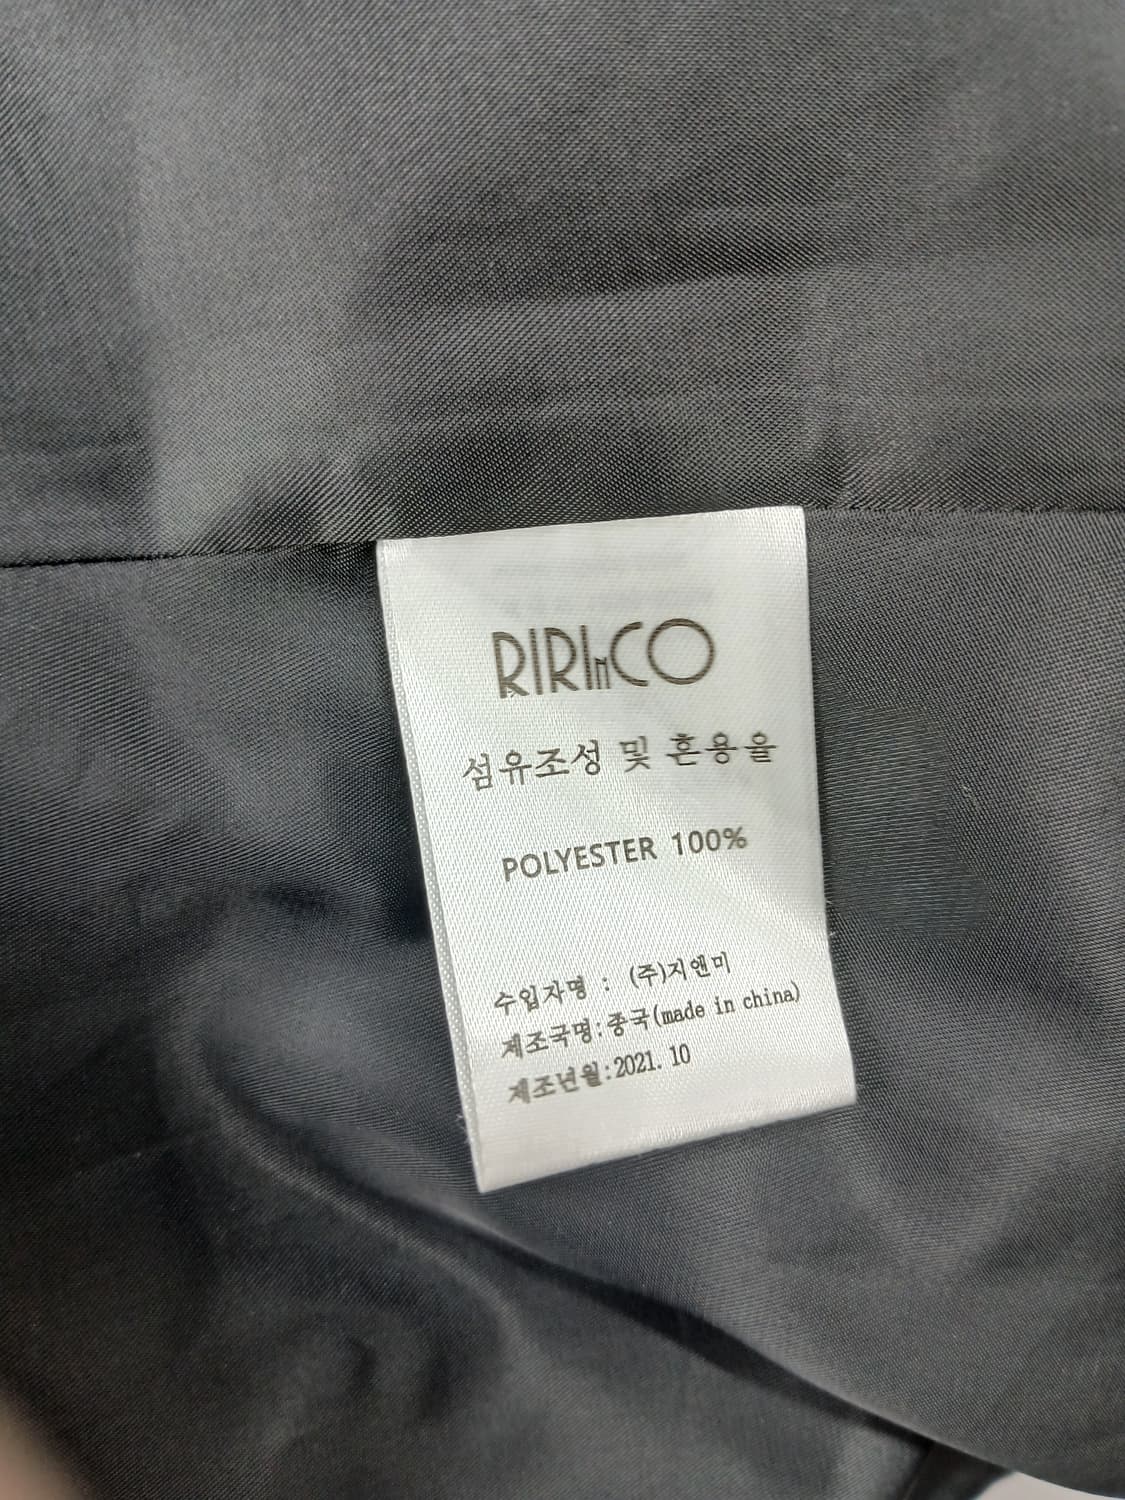 RIRInCO
섬유조성 및 혼용율
POLYESTER 100%
수입자명 : (주)지앤미
제조국명:중국(made in china)
제조년월:2021. 10